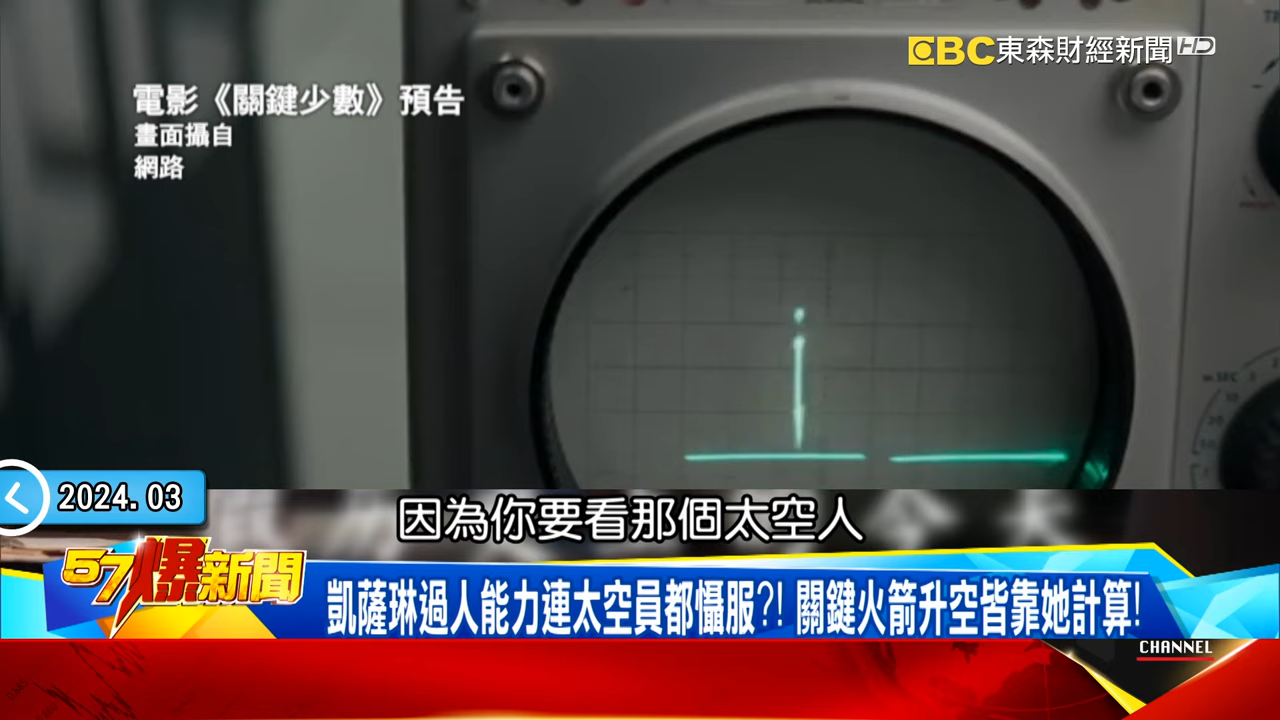 EBC東森財經新聞HD
電影《關鍵少數》預告
畫面攝自
網路
2024.03
因為你要看那個太空人
57爆新聞
凱薩琳過人能力連太空員都懾服?! 關鍵火箭升空皆靠她計算!
CHANNEL